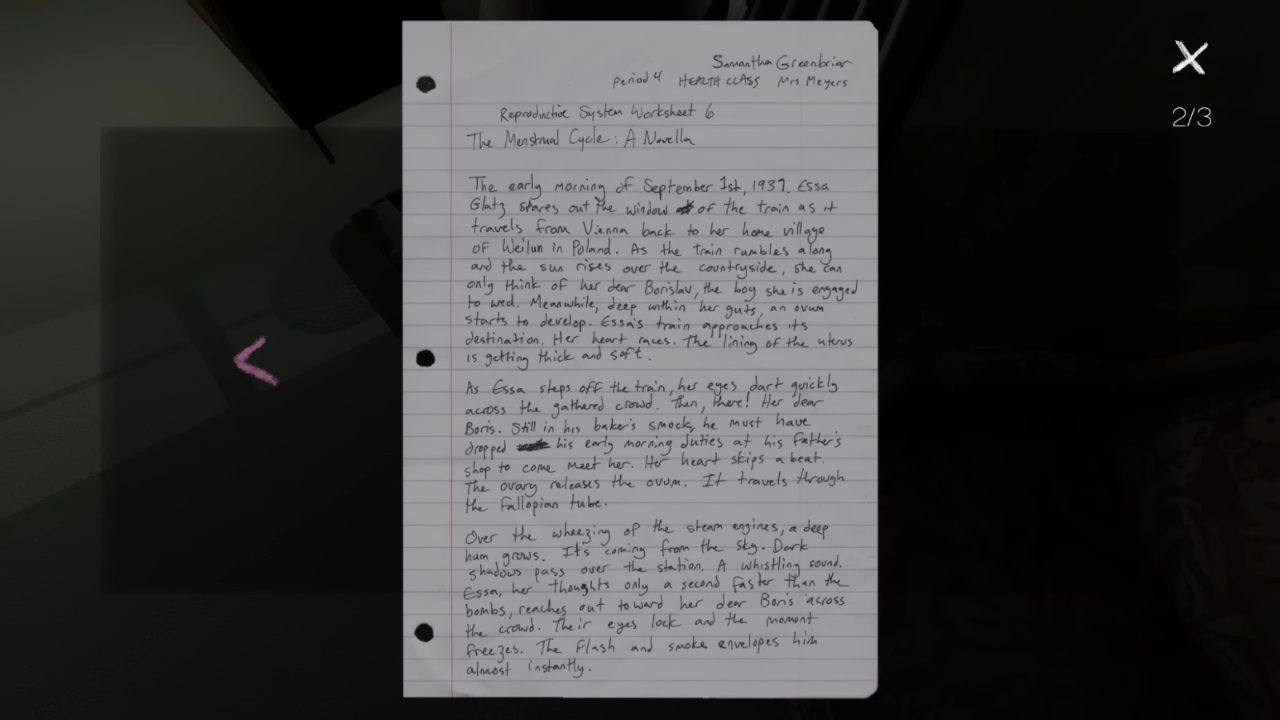 Samantha Greenbriar
period 4 HEALTH CLASS Mrs Meyers
2/3
Reproductive System Worksheet 6
The Menstrual Cycle: A Novella
The early morning of September 1st, 1939. Essa
Glatz stares out the window of the train as it
travels from Vienna back to her home village
of Weilun in Poland. As the train rumbles along
and the sun rises over the countryside, she can
only think of her dear Borislav, the boy she is engaged
to wed. Meanwhile, deep within her guts, an ovum
starts to develop. Essa's train approaches its
destination. Her heart races. The lining of the uterus
is getting thick and soft.
As Essa steps off the train, her eyes dart quickly
across the gathered crowd. Then, there! Her dear
Boris. Still in his baker's smock, he must have
dropped his early morning duties at his father's
shop to come meet her. Her heart skips a beat.
The ovary releases the ovum. It travels through
the fallopian tube.
Over the wheezing of the steam engines, a deep
hum grows. It's coming from the sky. Dark
shadows pass over the station. A whistling sound.
Essa, her thoughts only a second faster than the
bombs, reaches out toward her dear Boris across
the crowd. Their eyes lock and the moment
freezes. The flash and smoke envelopes him
almost instantly.